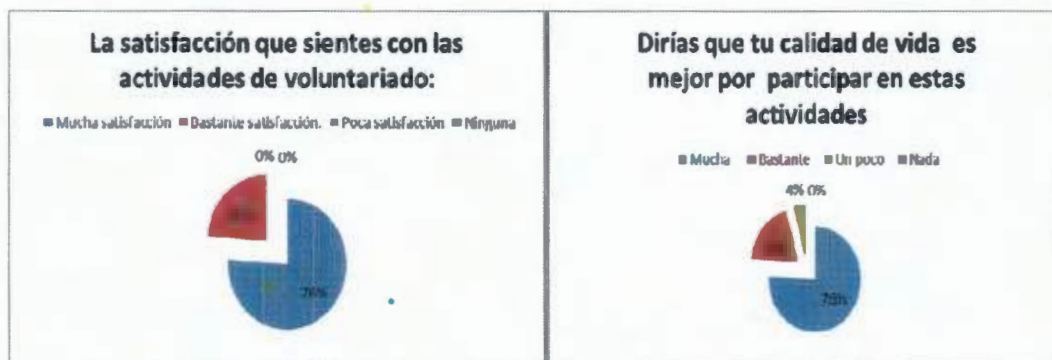 La satisfacción que sientes con las
actividades de voluntariado:
Mucha satisfacción Bastante satisfacción. Poca satisfacción Ninguna
0% 0%
76%
Dirías que tu calidad de vida es
mejor por participar en estas
actividades
Mucha Bastante Un poco Nada
4% 0%